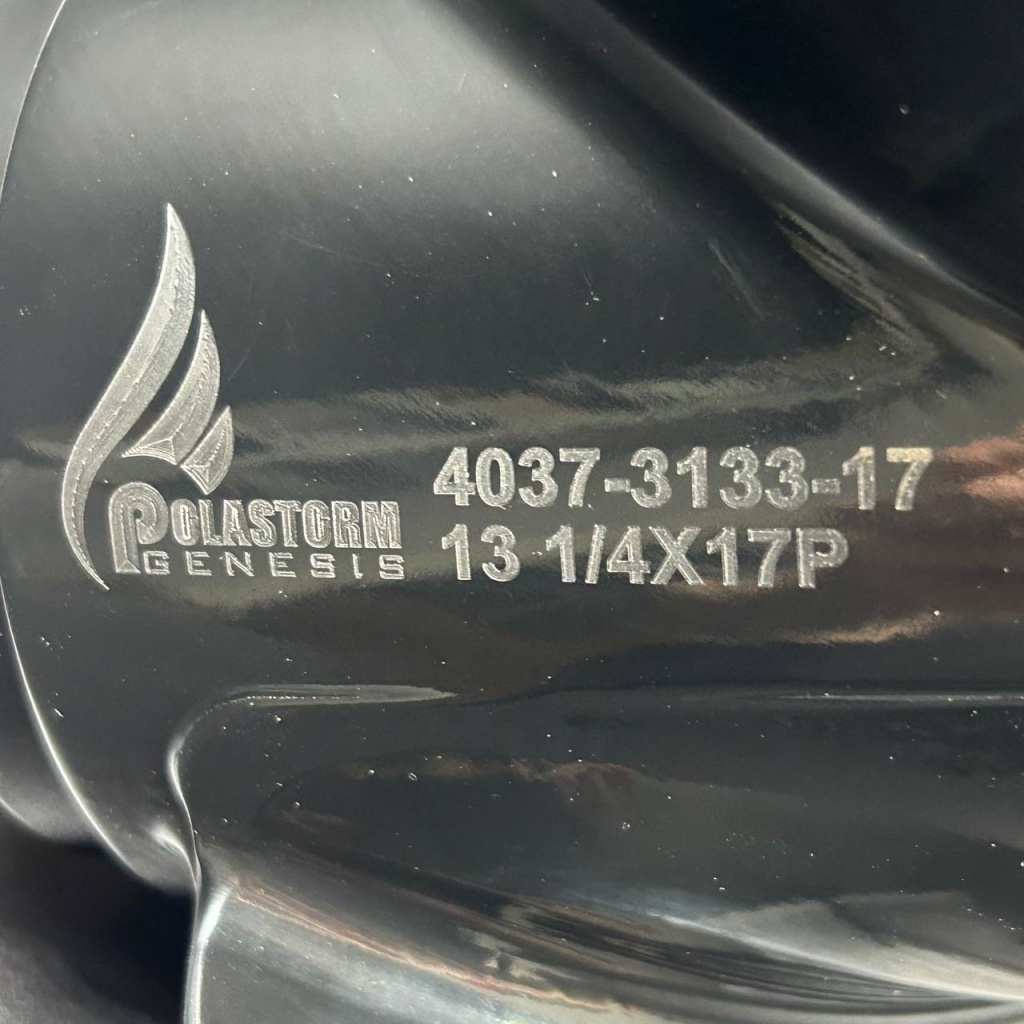 POLASTORM
GENESIS
4037-3133-17
13 1/4X17P